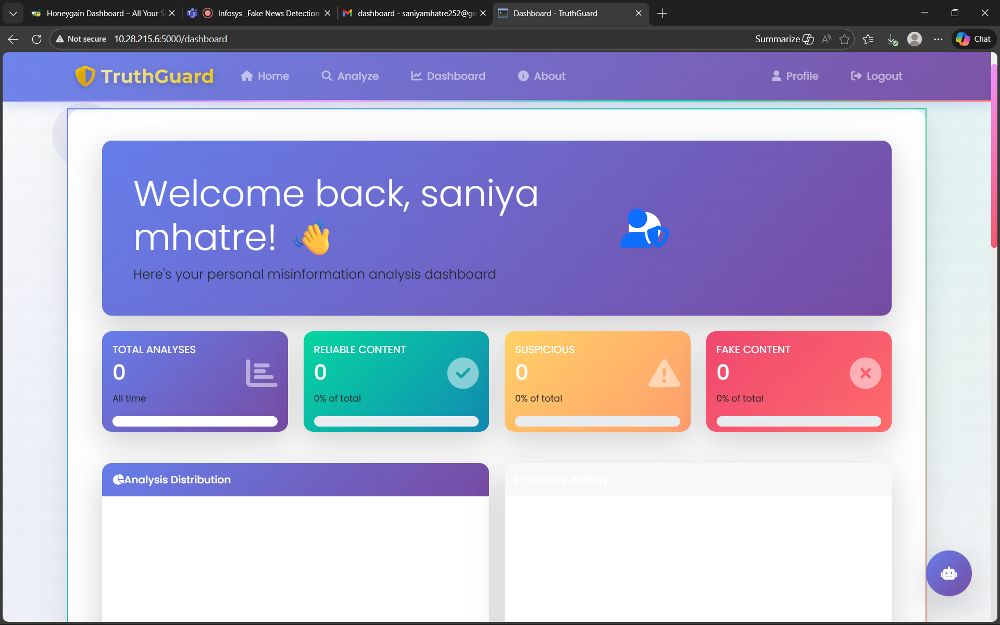 Honeygain Dashboard – All Your S
Infosys _Fake News Detection
dashboard - saniyamhatre252@gm
Dashboard - TruthGuard
Not secure
10.28.215.6:5000/dashboard
Summarize
Chat
TruthGuard
Home
Analyze
Dashboard
About
Profile
Logout
Welcome back, saniya
mhatre! 👋
Here's your personal misinformation analysis dashboard
TOTAL ANALYSES
0
All time
RELIABLE CONTENT
0
0% of total
SUSPICIOUS
0
0% of total
FAKE CONTENT
0
0% of total
Analysis Distribution
Monthly Activity